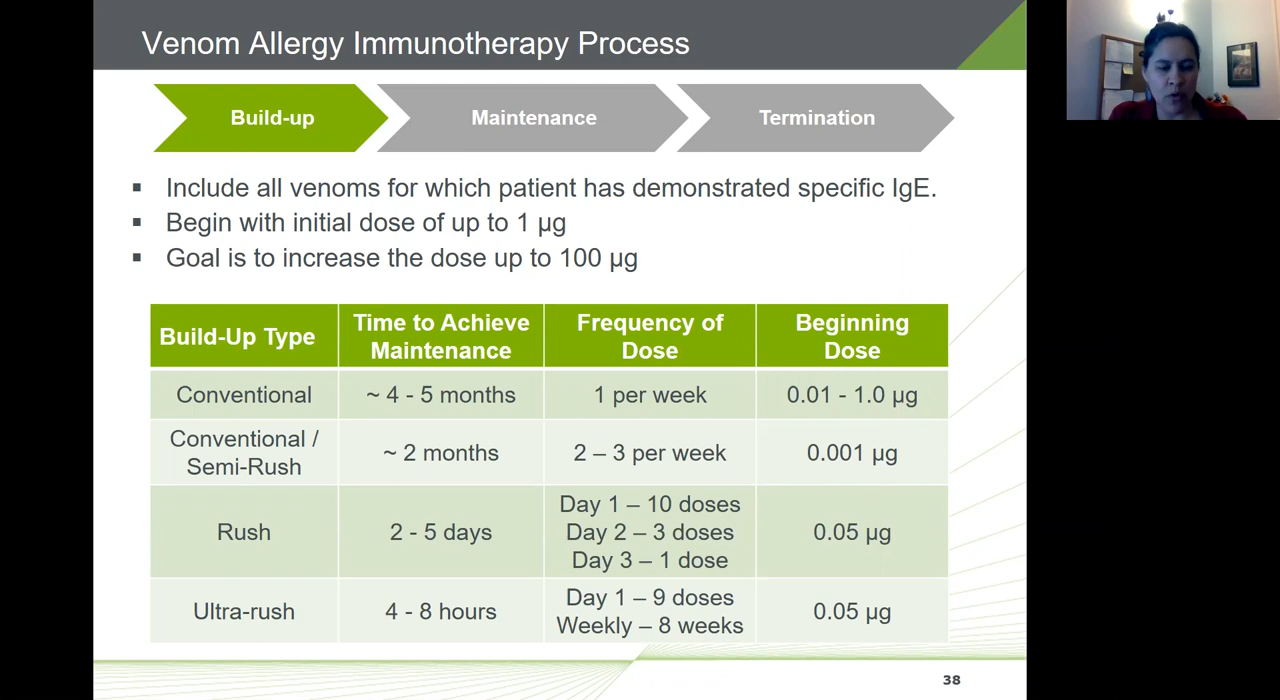 Venom Allergy Immunotherapy Process
Build-up
Maintenance
Termination
▪ Include all venoms for which patient has demonstrated specific IgE.
▪ Begin with initial dose of up to 1 µg
▪ Goal is to increase the dose up to 100 µg
Build-Up Type
Time to Achieve
Maintenance
Frequency of
Dose
Beginning
Dose
Conventional
~ 4 - 5 months
1 per week
0.01 - 1.0 µg
Conventional /
Semi-Rush
~ 2 months
2 – 3 per week
0.001 µg
Rush
2 - 5 days
Day 1 – 10 doses
Day 2 – 3 doses
Day 3 – 1 dose
0.05 µg
Ultra-rush
4 - 8 hours
Day 1 – 9 doses
Weekly – 8 weeks
0.05 µg
38